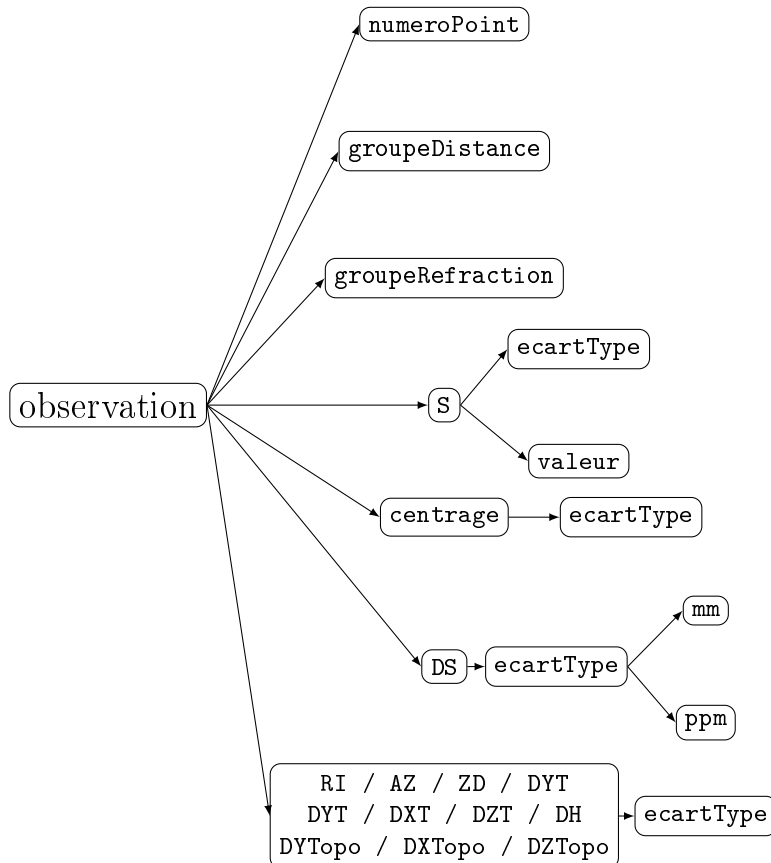 numeroPoint
groupeDistance
groupeRefraction
ecartType
observation
S
valeur
centrage
ecartType
mm
DS
ecartType
ppm
RI / AZ / ZD / DYT
DYT / DXT / DZT / DH
ecartType
DYTopo / DXTopo / DZTopo